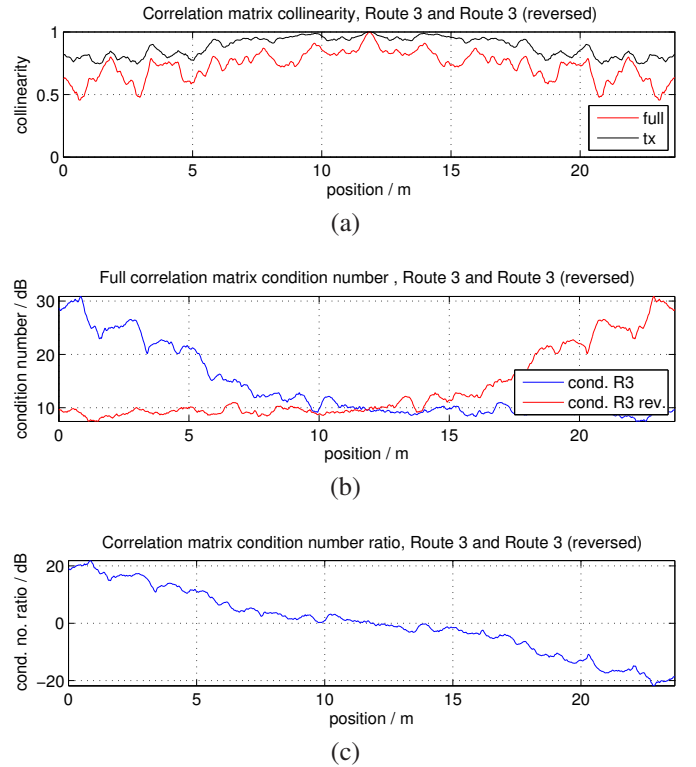 Correlation matrix collinearity, Route 3 and Route 3 (reversed)
1
0.5
0
collinearity
full
tx
0 5 10 15 20
position / m
(a)
Full correlation matrix condition number , Route 3 and Route 3 (reversed)
30
20
10
condition number / dB
cond. R3
cond. R3 rev.
0 5 10 15 20
position / m
(b)
Correlation matrix condition number ratio, Route 3 and Route 3 (reversed)
20
0
−20
cond. no. ratio / dB
0 5 10 15 20
position / m
(c)